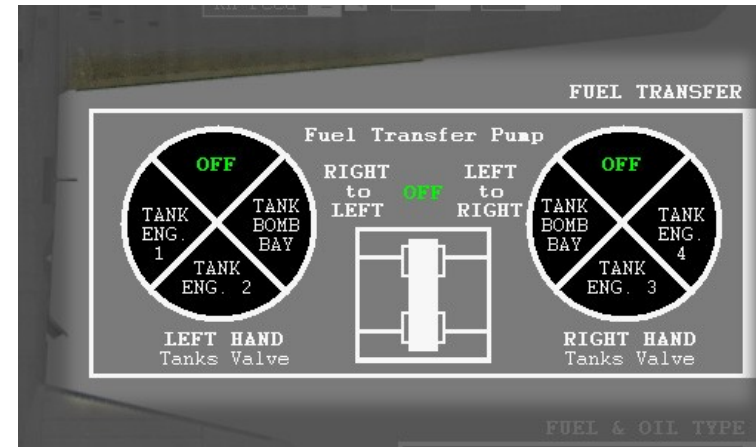 RH Feed
FUEL TRANSFER
Fuel Transfer Pump
OFF
TANK
ENG.
1
TANK
BOMB
BAY
TANK
ENG. 2
LEFT HAND
Tanks Valve
RIGHT
to
LEFT
OFF
LEFT
to
RIGHT
OFF
TANK
BOMB
BAY
TANK
ENG.
4
TANK
ENG. 3
RIGHT HAND
Tanks Valve
FUEL & OIL TYPE